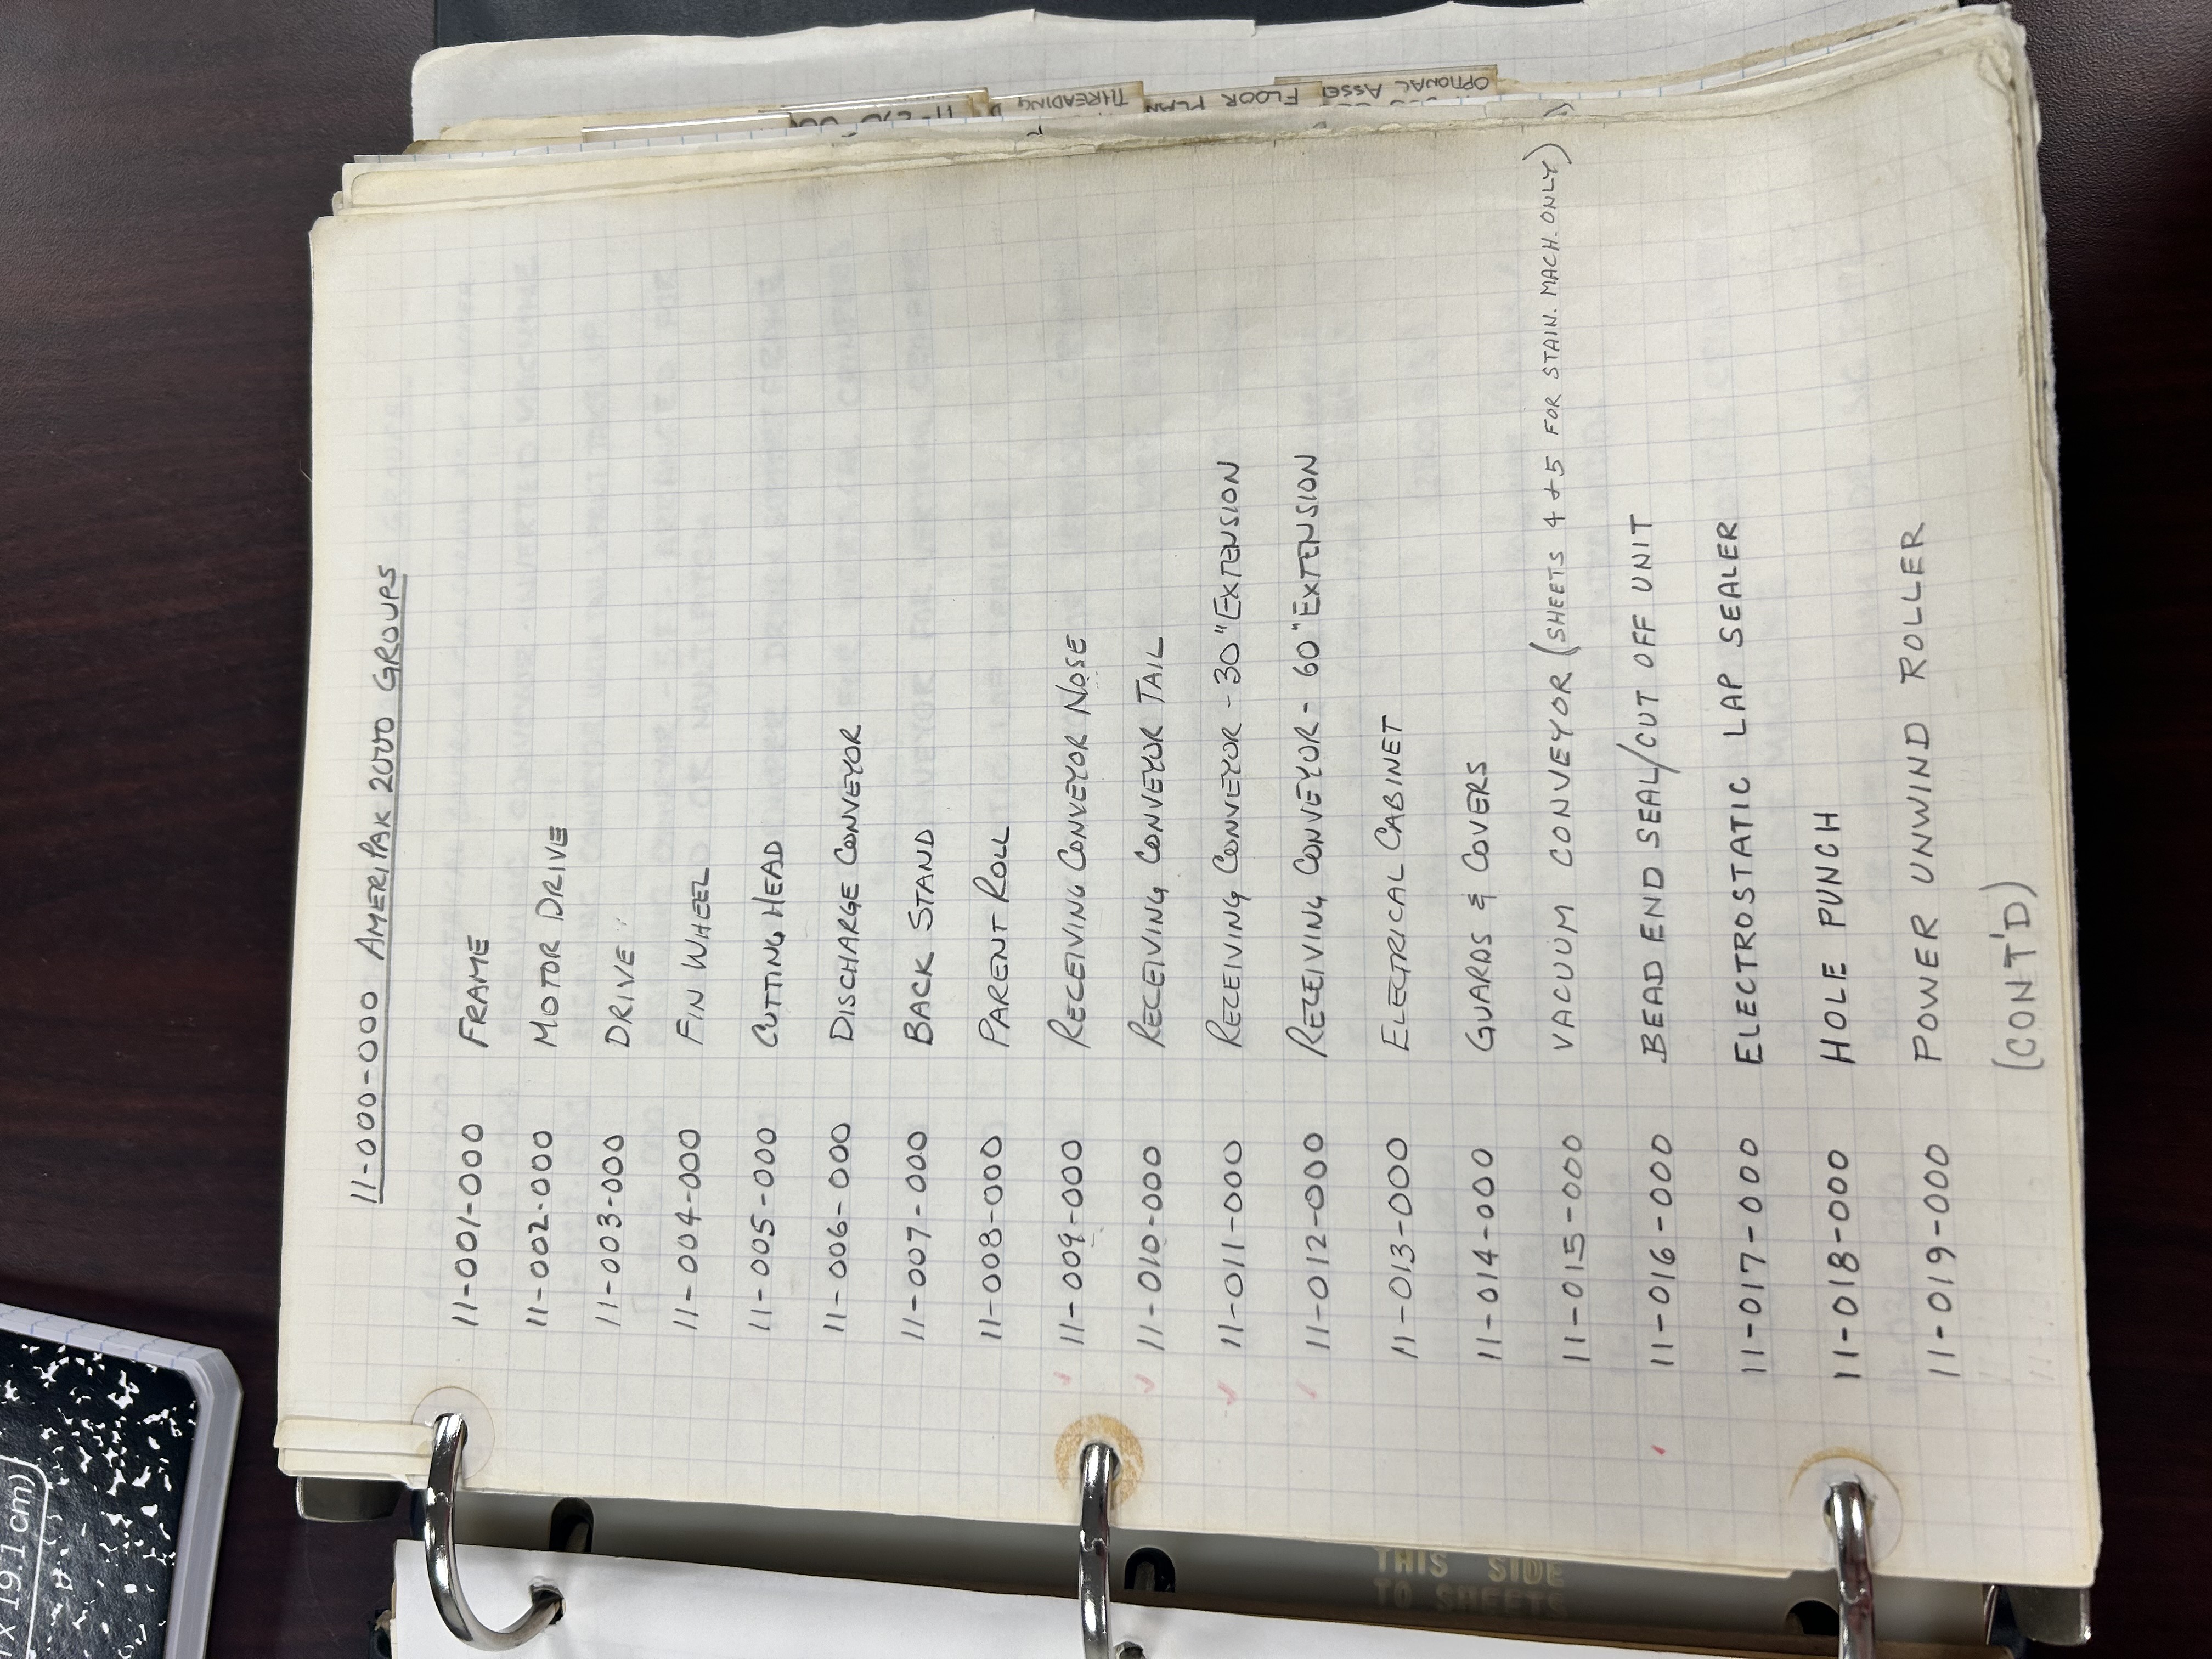 x 19.1 cm)
11-000-000 AMERIPAK 2000 GROUPS
11-001-000 FRAME
11-002-000 MOTOR DRIVE
11-003-000 DRIVE
11-004-000 FIN WHEEL
11-005-000 CUTTING HEAD
11-006-000 DISCHARGE CONVEYOR
11-007-000 BACK STAND
11-008-000 PARENT ROLL
11-009-000 RECEIVING CONVEYOR NOSE
11-010-000 RECEIVING CONVEYOR TAIL
11-011-000 RECEIVING CONVEYOR - 30" EXTENSION
11-012-000 RECEIVING CONVEYOR - 60" EXTENSION
11-013-000 ELECTRICAL CABINET
11-014-000 GUARDS & COVERS
11-015-000 VACUUM CONVEYOR (SHEETS 4 & 5 FOR STAIN. MACH. ONLY)
11-016-000 BEAD END SEAL/CUT OFF UNIT
11-017-000 ELECTROSTATIC LAP SEALER
11-018-000 HOLE PUNCH
11-019-000 POWER UNWIND ROLLER
(CONT'D)
THIS SIDE
TO SHEETS
THREADING
FLOOR PLAN
OPTIONAL